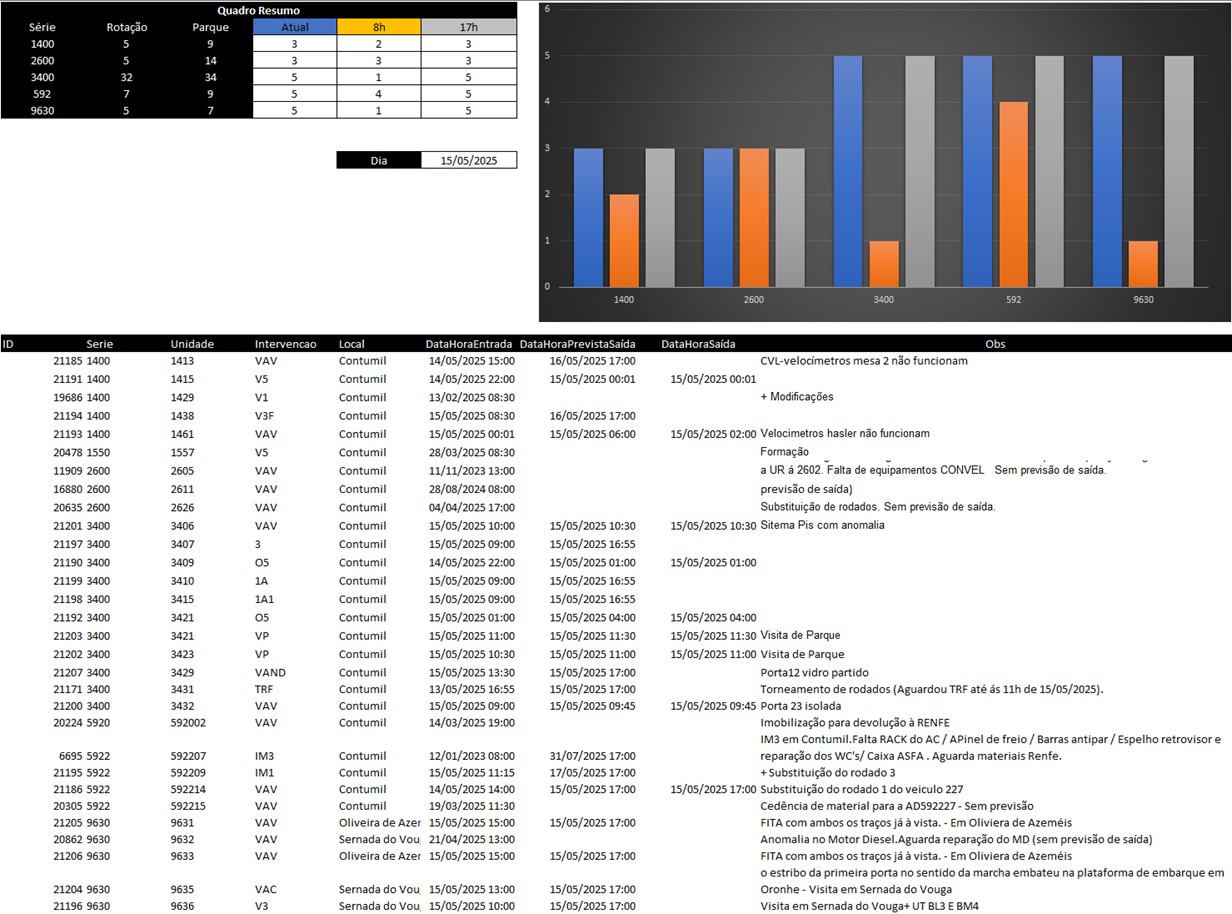 Quadro Resumo
Série Rotação Parque Atual 8h 17h
1400 5 9 3 2 3
2600 5 14 3 3 3
3400 32 34 5 1 5
592 7 9 5 4 5
9630 5 7 5 1 5
Dia 15/05/2025
6
5
4
3
2
1
0
1400 2600 3400 592 9630
ID Serie Unidade Intervencao Local DataHoraEntrada DataHoraPrevistaSaída DataHoraSaída Obs
21185 1400 1413 VAV Contumil 14/05/2025 15:00 16/05/2025 17:00 CVL-velocímetros mesa 2 não funcionam
21191 1400 1415 V5 Contumil 14/05/2025 22:00 15/05/2025 00:01 15/05/2025 00:01
19686 1400 1429 V1 Contumil 13/02/2025 08:30 + Modificações
21194 1400 1438 V3F Contumil 15/05/2025 08:30 16/05/2025 17:00
21193 1400 1461 VAV Contumil 15/05/2025 00:01 15/05/2025 06:00 15/05/2025 02:00 Velocimetros hasler não funcionam
20478 1550 1557 V5 Contumil 28/03/2025 08:30 Formação
11909 2600 2605 VAV Contumil 11/11/2023 13:00 a UR á 2602. Falta de equipamentos CONVEL Sem previsão de saída.
16880 2600 2611 VAV Contumil 28/08/2024 08:00 previsão de saída)
20635 2600 2626 VAV Contumil 04/04/2025 17:00 Substituição de rodados. Sem previsão de saída.
21201 3400 3406 VAV Contumil 15/05/2025 10:00 15/05/2025 10:30 15/05/2025 10:30 Sitema Pis com anomalia
21197 3400 3407 3 Contumil 15/05/2025 09:00 15/05/2025 16:55
21190 3400 3409 O5 Contumil 14/05/2025 22:00 15/05/2025 01:00 15/05/2025 01:00
21199 3400 3410 1A Contumil 15/05/2025 09:00 15/05/2025 16:55
21198 3400 3415 1A1 Contumil 15/05/2025 09:00 15/05/2025 16:55
21192 3400 3421 O5 Contumil 15/05/2025 01:00 15/05/2025 04:00 15/05/2025 04:00
21203 3400 3421 VP Contumil 15/05/2025 11:00 15/05/2025 11:30 15/05/2025 11:30 Visita de Parque
21202 3400 3423 VP Contumil 15/05/2025 10:30 15/05/2025 11:00 15/05/2025 11:00 Visita de Parque
21207 3400 3429 VAND Contumil 15/05/2025 13:30 15/05/2025 17:00 Porta12 vidro partido
21171 3400 3431 TRF Contumil 13/05/2025 16:55 15/05/2025 17:00 Torneamento de rodados (Aguardou TRF até ás 11h de 15/05/2025).
21200 3400 3432 VAV Contumil 15/05/2025 09:00 15/05/2025 09:45 15/05/2025 09:45 Porta 23 isolada
20224 5920 592002 VAV Contumil 14/03/2025 19:00 Imobilização para devolução à RENFE
IM3 em Contumil.Falta RACK do AC / APinel de freio / Barras antipar / Espelho retrovisor e
6695 5922 592207 IM3 Contumil 12/01/2023 08:00 31/07/2025 17:00 reparação dos WC's/ Caixa ASFA . Aguarda materiais Renfe.
21195 5922 592209 IM1 Contumil 15/05/2025 11:15 17/05/2025 17:00 + Substituição do rodado 3
21186 5922 592214 VAV Contumil 14/05/2025 14:00 15/05/2025 17:00 15/05/2025 17:00 Substituição do rodado 1 do veiculo 227
20305 5922 592215 VAV Contumil 19/03/2025 11:30 Cedência de material para a AD592227 - Sem previsão
21205 9630 9631 VAV Oliveira de Azer 15/05/2025 15:00 15/05/2025 17:00 FITA com ambos os traços já à vista. - Em Oliviera de Azeméis
20862 9630 9632 VAV Sernada do Vou 21/04/2025 13:00 Anomalia no Motor Diesel.Aguarda reparação do MD (sem previsão de saída)
21206 9630 9633 VAV Oliveira de Azer 15/05/2025 15:00 15/05/2025 17:00 FITA com ambos os traços já à vista. - Em Oliviera de Azeméis
o estribo da primeira porta no sentido da marcha embateu na plataforma de embarque em
21204 9630 9635 VAC Sernada do Vou 15/05/2025 13:00 15/05/2025 17:00 Oronhe - Visita em Sernada do Vouga
21196 9630 9636 V3 Sernada do Vou 15/05/2025 10:00 15/05/2025 17:00 Visita em Sernada do Vouga+ UT BL3 E BM4